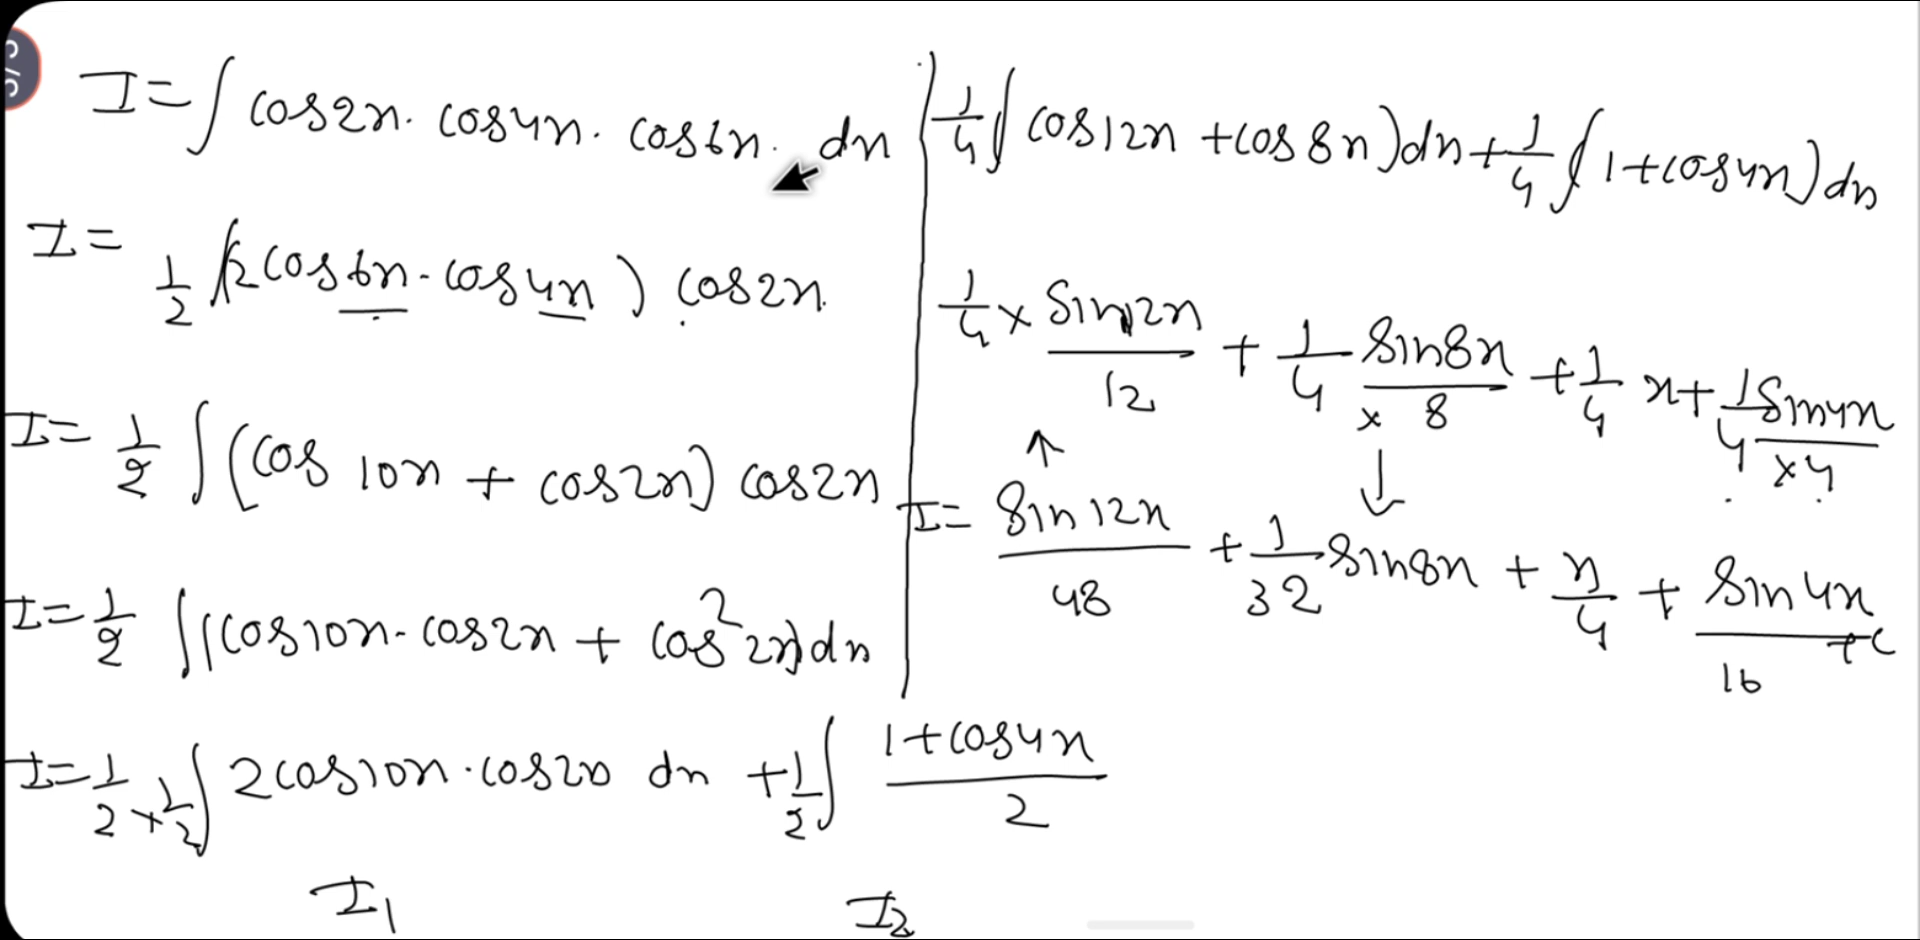 I = ∫ cos2x · cos4x · cos6x · dx
I = 1/2 ∫(2cos6x · cos4x) cos2x
I = 1/2 ∫ (cos 10x + cos2x) cos2x
I = 1/2 ∫(cos10x · cos2x + cos²2x)dx
I = 1/2 × 1/2 ∫ 2cos10x · cos2x dx + 1/2 ∫ (1+cos4x)/2
I₁ I₂
1/4 ∫ cos12x + cos8x)dx + 1/4 ∫ 1+cos4x)dx
1/4 × sin12x/12 + 1/4 × sin8x/8 + 1/4 x + 1/4 sin4x/×4
↑ ↓
I = sin12x/48 + 1/32 sin8x + x/4 + sin4x/16 + c